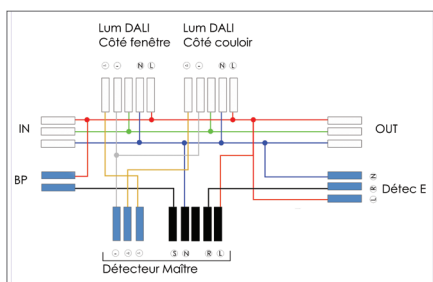 Lum DALI
Côté fenêtre
Lum DALI
Côté couloir
N L
N L
IN
OUT
BP
Détec E
N
R
L
S N R L
Détecteur Maître